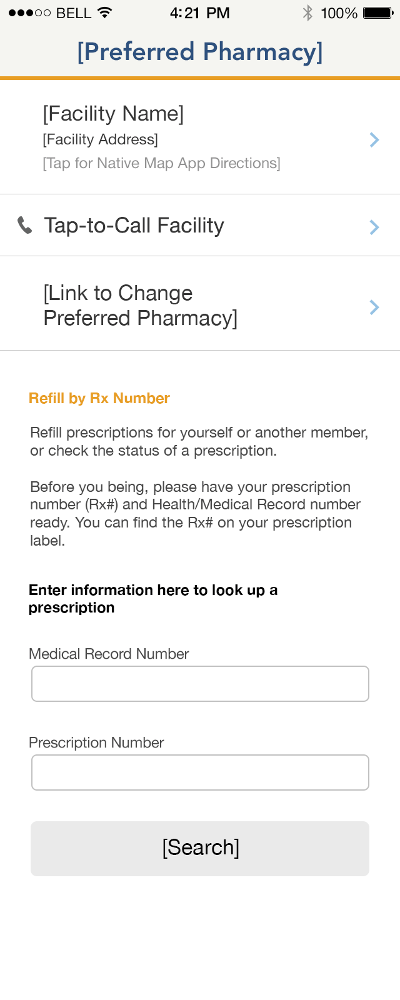 BELL 4:21 PM 100%
[Preferred Pharmacy]
[Facility Name]
[Facility Address]
[Tap for Native Map App Directions]
Tap-to-Call Facility
[Link to Change
Preferred Pharmacy]
Refill by Rx Number
Refill prescriptions for yourself or another member,
or check the status of a prescription.
Before you being, please have your prescription
number (Rx#) and Health/Medical Record number
ready. You can find the Rx# on your prescription
label.
Enter information here to look up a
prescription
Medical Record Number
Prescription Number
[Search]